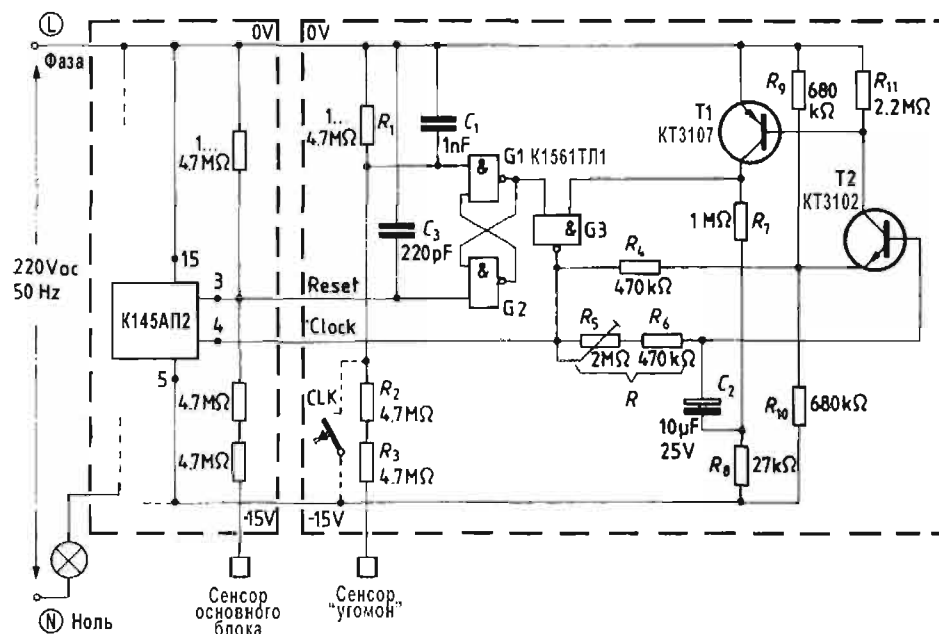 L
Фаза
0V
0V
1...
4.7MΩ
1...
4.7MΩ
R1
C1
1nF
G1 К1561ТЛ1
&
&
G3
&
G2
C3
220pF
T1
КТ3107
R9
680
kΩ
R11
2.2MΩ
T2
КТ3102
1MΩ
R7
220Vac
50 Hz
15
К145АП2
3
4
5
Reset
Clock
R4
470kΩ
R5
2MΩ
R6
470kΩ
R
C2
10µF
25V
R8
27kΩ
R10
680kΩ
4.7MΩ
4.7MΩ
CLK
R2
4.7MΩ
R3
4.7MΩ
-15V
-15V
N Ноль
Сенсор
основного
блока
Сенсор
"угомон"